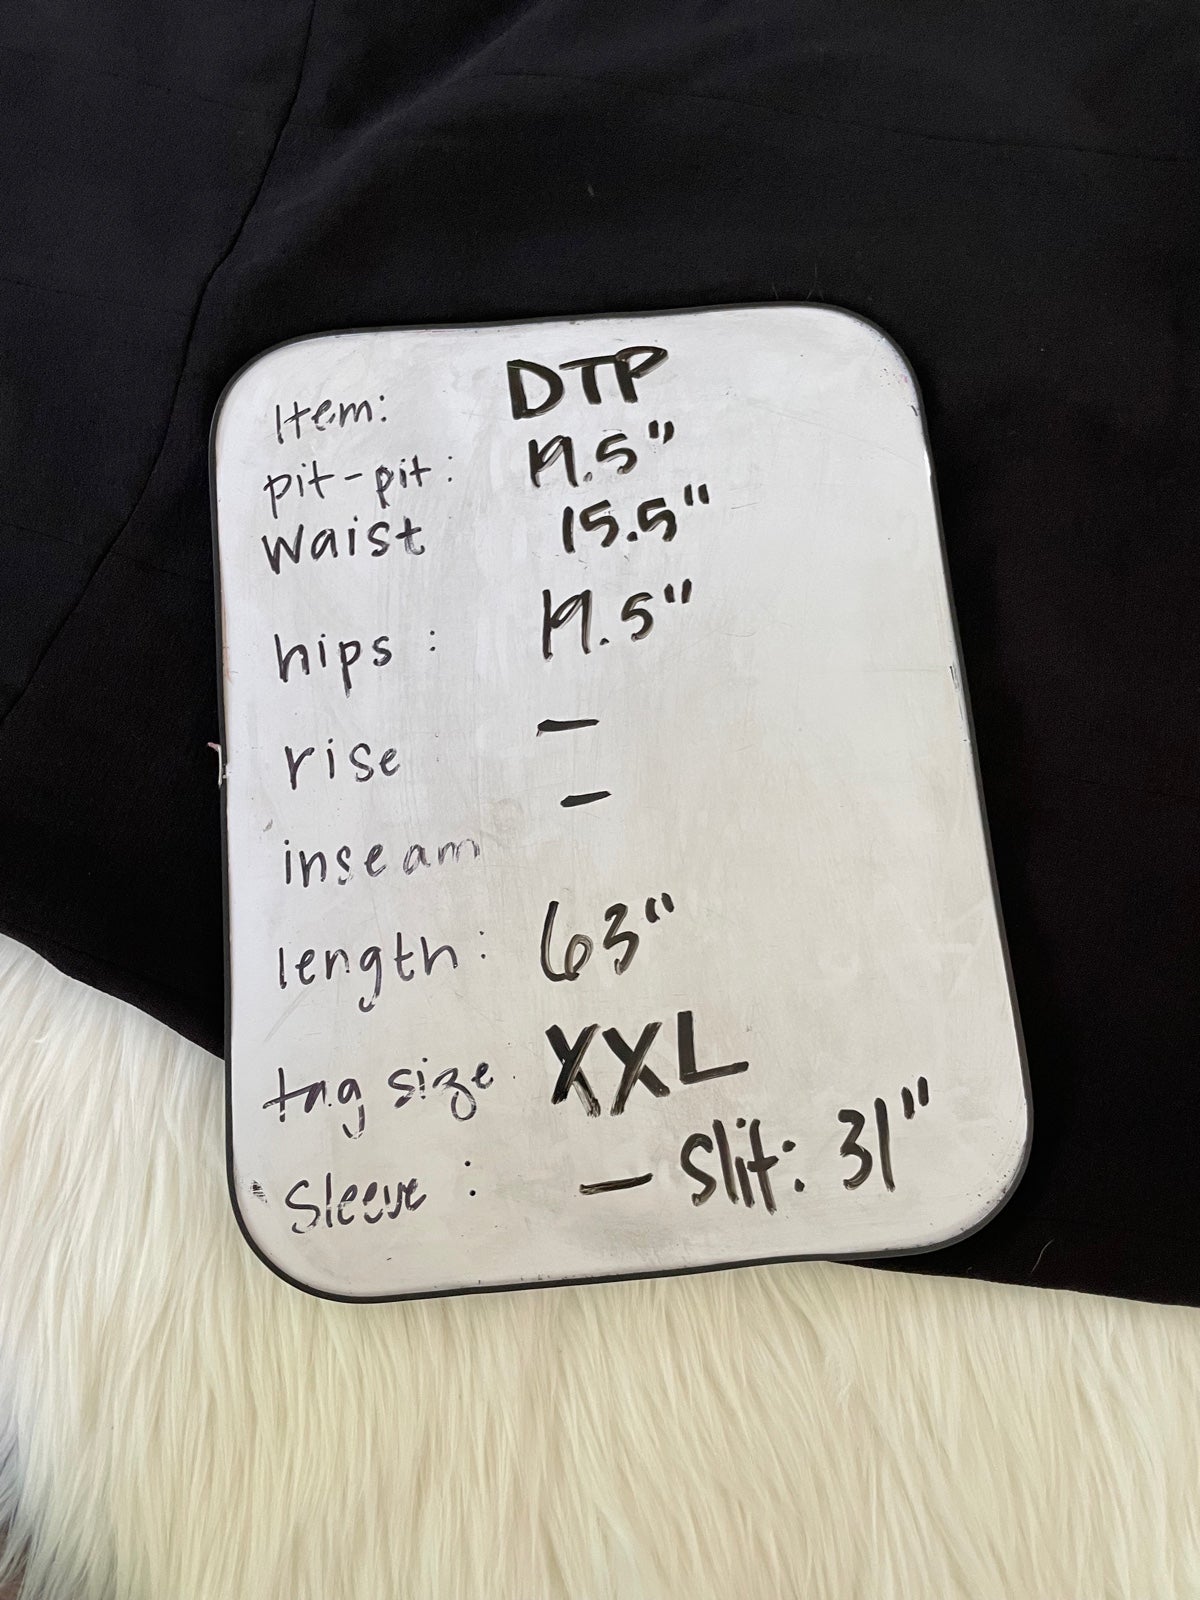 Item: DTP
pit-pit: 19.5"
Waist 15.5"
hips: 19.5"
rise —
inseam —
length: 63"
tag size XXL
Sleeve: — Slit: 31"